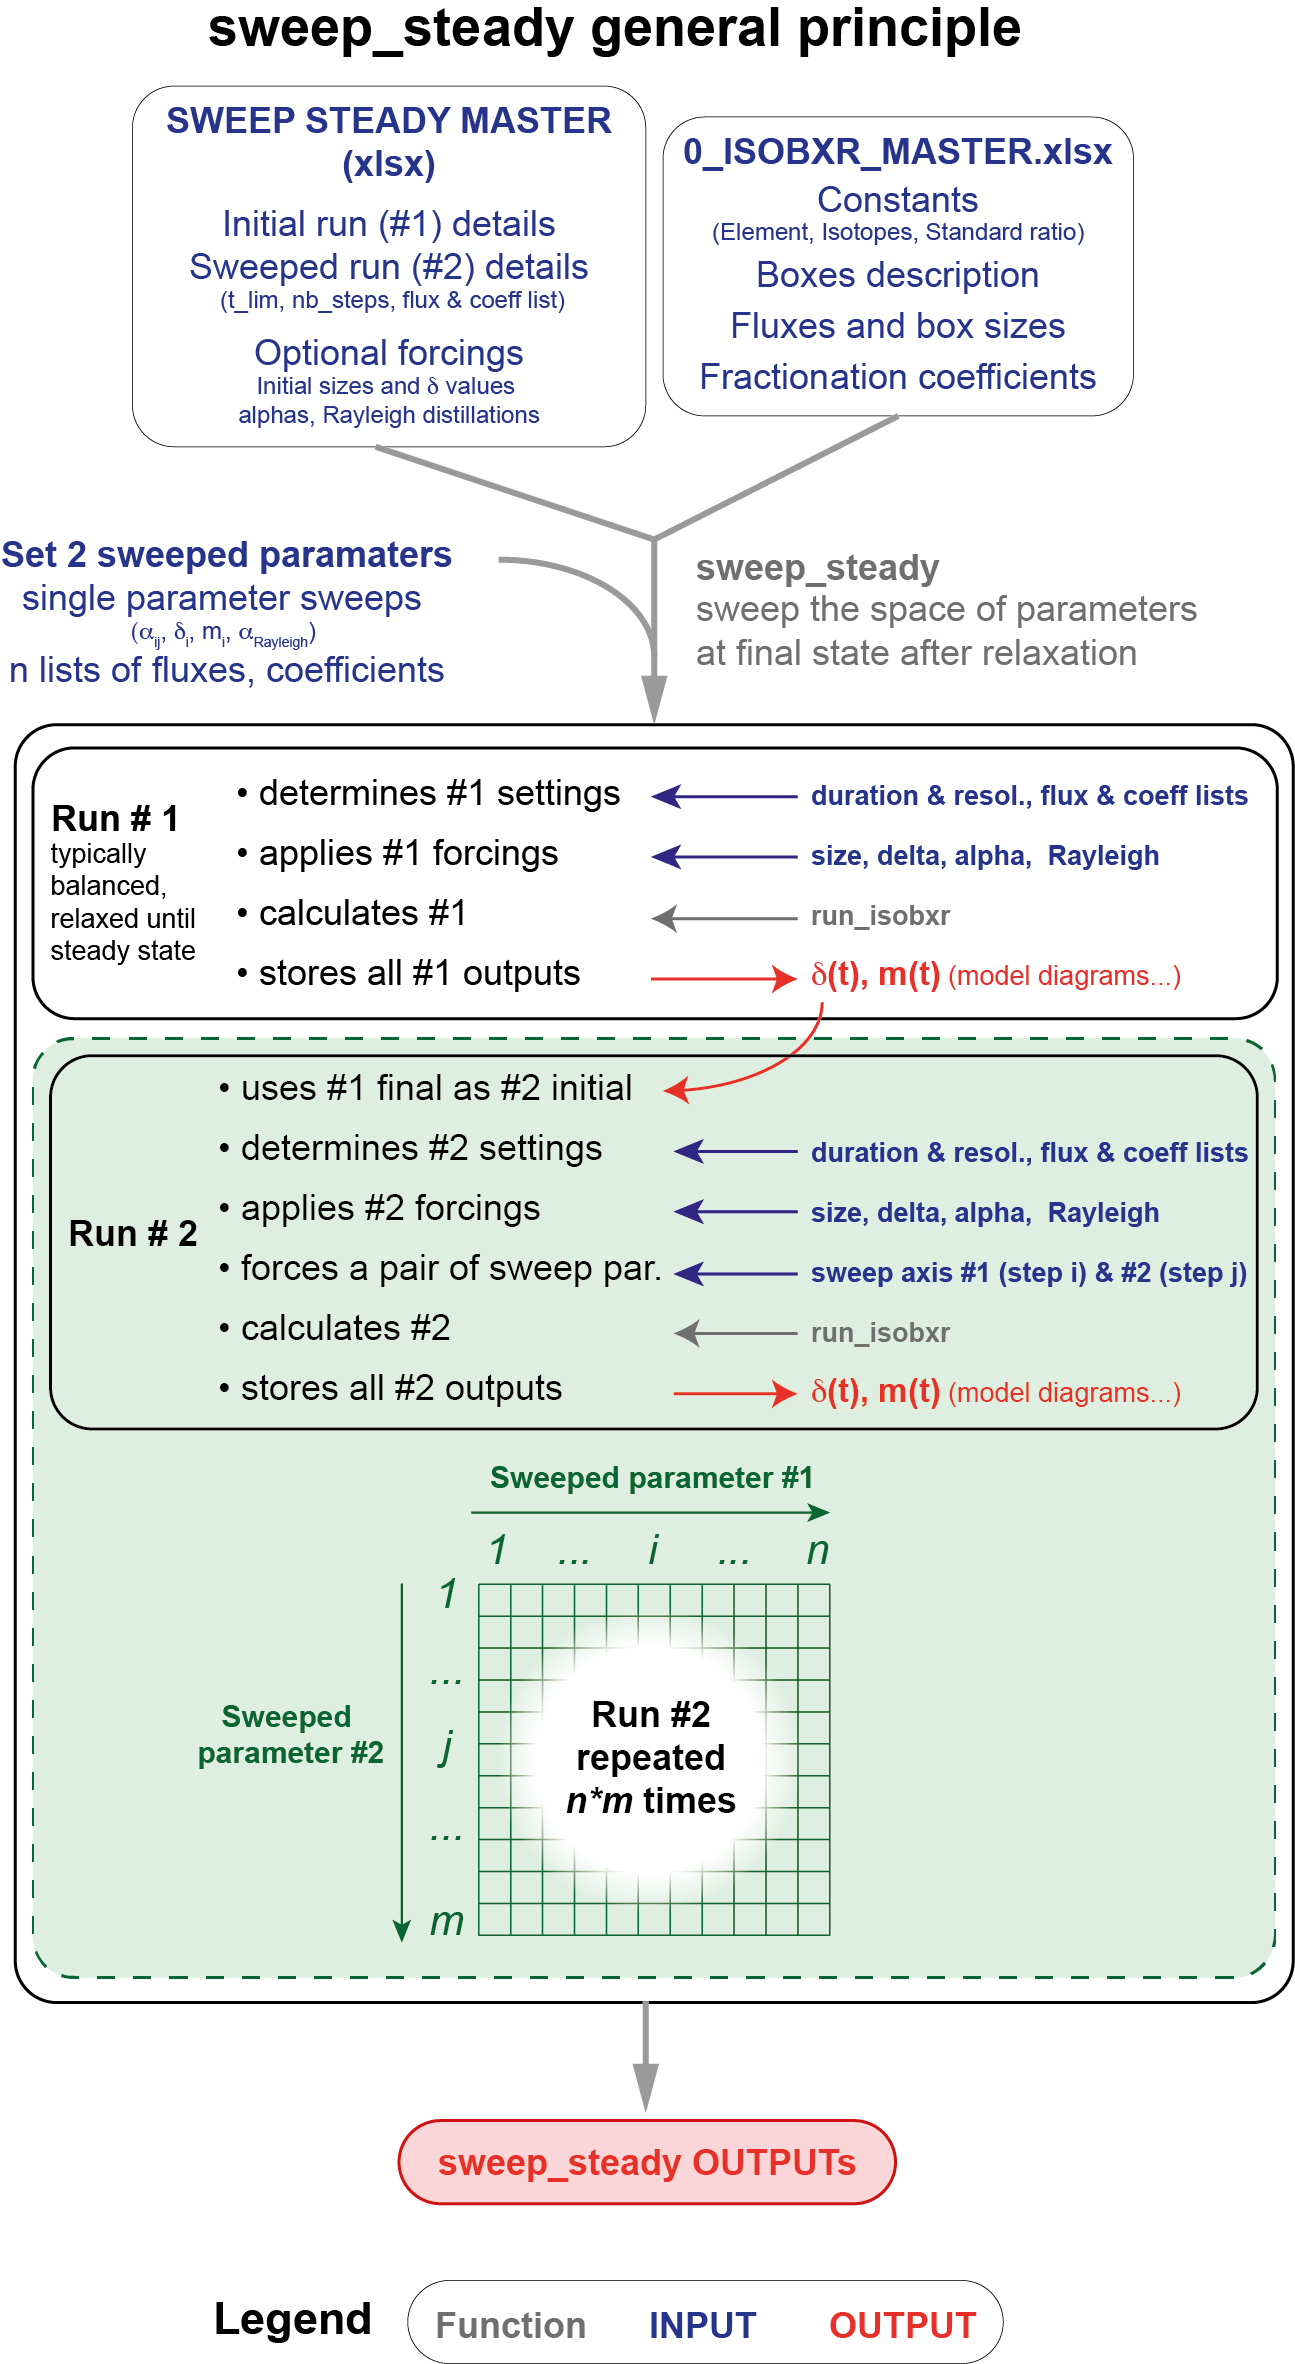 sweep_steady general principle
SWEEP STEADY MASTER
(xlsx)
Initial run (#1) details
Sweeped run (#2) details
(t_lim, nb_steps, flux & coeff list)
Optional forcings
Initial sizes and δ values
alphas, Rayleigh distillations
0_ISOBXR_MASTER.xlsx
Constants
(Element, Isotopes, Standard ratio)
Boxes description
Fluxes and box sizes
Fractionation coefficients
Set 2 sweeped paramaters
single parameter sweeps
(αij, δi, mi, αRayleigh)
n lists of fluxes, coefficients
sweep_steady
sweep the space of parameters
at final state after relaxation
Run # 1
typically
balanced,
relaxed until
steady state
• determines #1 settings
duration & resol., flux & coeff lists
• applies #1 forcings
size, delta, alpha, Rayleigh
• calculates #1
run_isobxr
• stores all #1 outputs
δ(t), m(t) (model diagrams...)
Run # 2
• uses #1 final as #2 initial
• determines #2 settings
duration & resol., flux & coeff lists
• applies #2 forcings
size, delta, alpha, Rayleigh
• forces a pair of sweep par.
sweep axis #1 (step i) & #2 (step j)
• calculates #2
run_isobxr
• stores all #2 outputs
δ(t), m(t) (model diagrams...)
Sweeped parameter #1
1 ... i ... n
Sweeped
parameter #2
1
...
j
...
m
Run #2
repeated
n*m times
sweep_steady OUTPUTs
Legend
Function INPUT OUTPUT